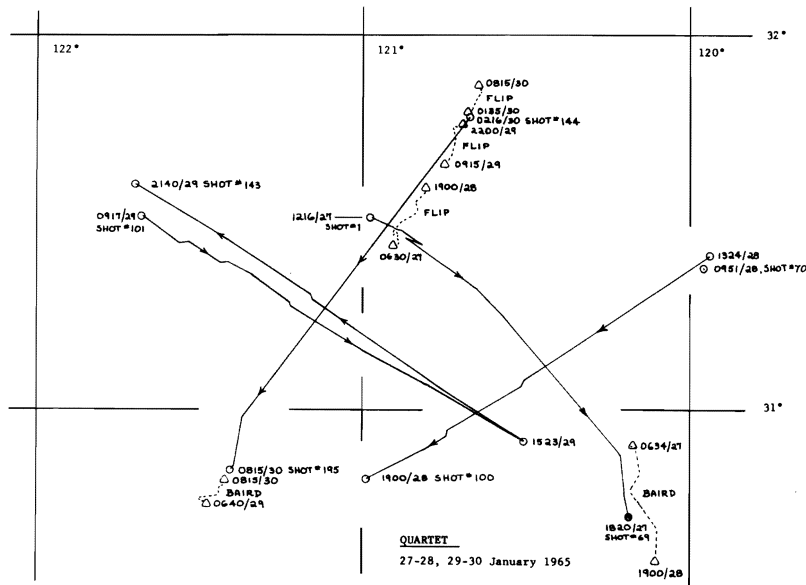 32°
122°
121°
120°
0815/30
FLIP
0135/30
0216/30 SHOT#144
2200/29
FLIP
0915/29
2140/29 SHOT#143
1900/28
0917/29
SHOT#101
1216/27
SHOT#1
FLIP
0630/27
1324/28
0951/28, SHOT#70
31°
1523/29
0634/27
0815/30 SHOT#195
0815/30
1900/28 SHOT#100
BAIRD
0640/29
BAIRD
1820/27
SHOT#69
QUARTET
27-28, 29-30 January 1965
1900/28